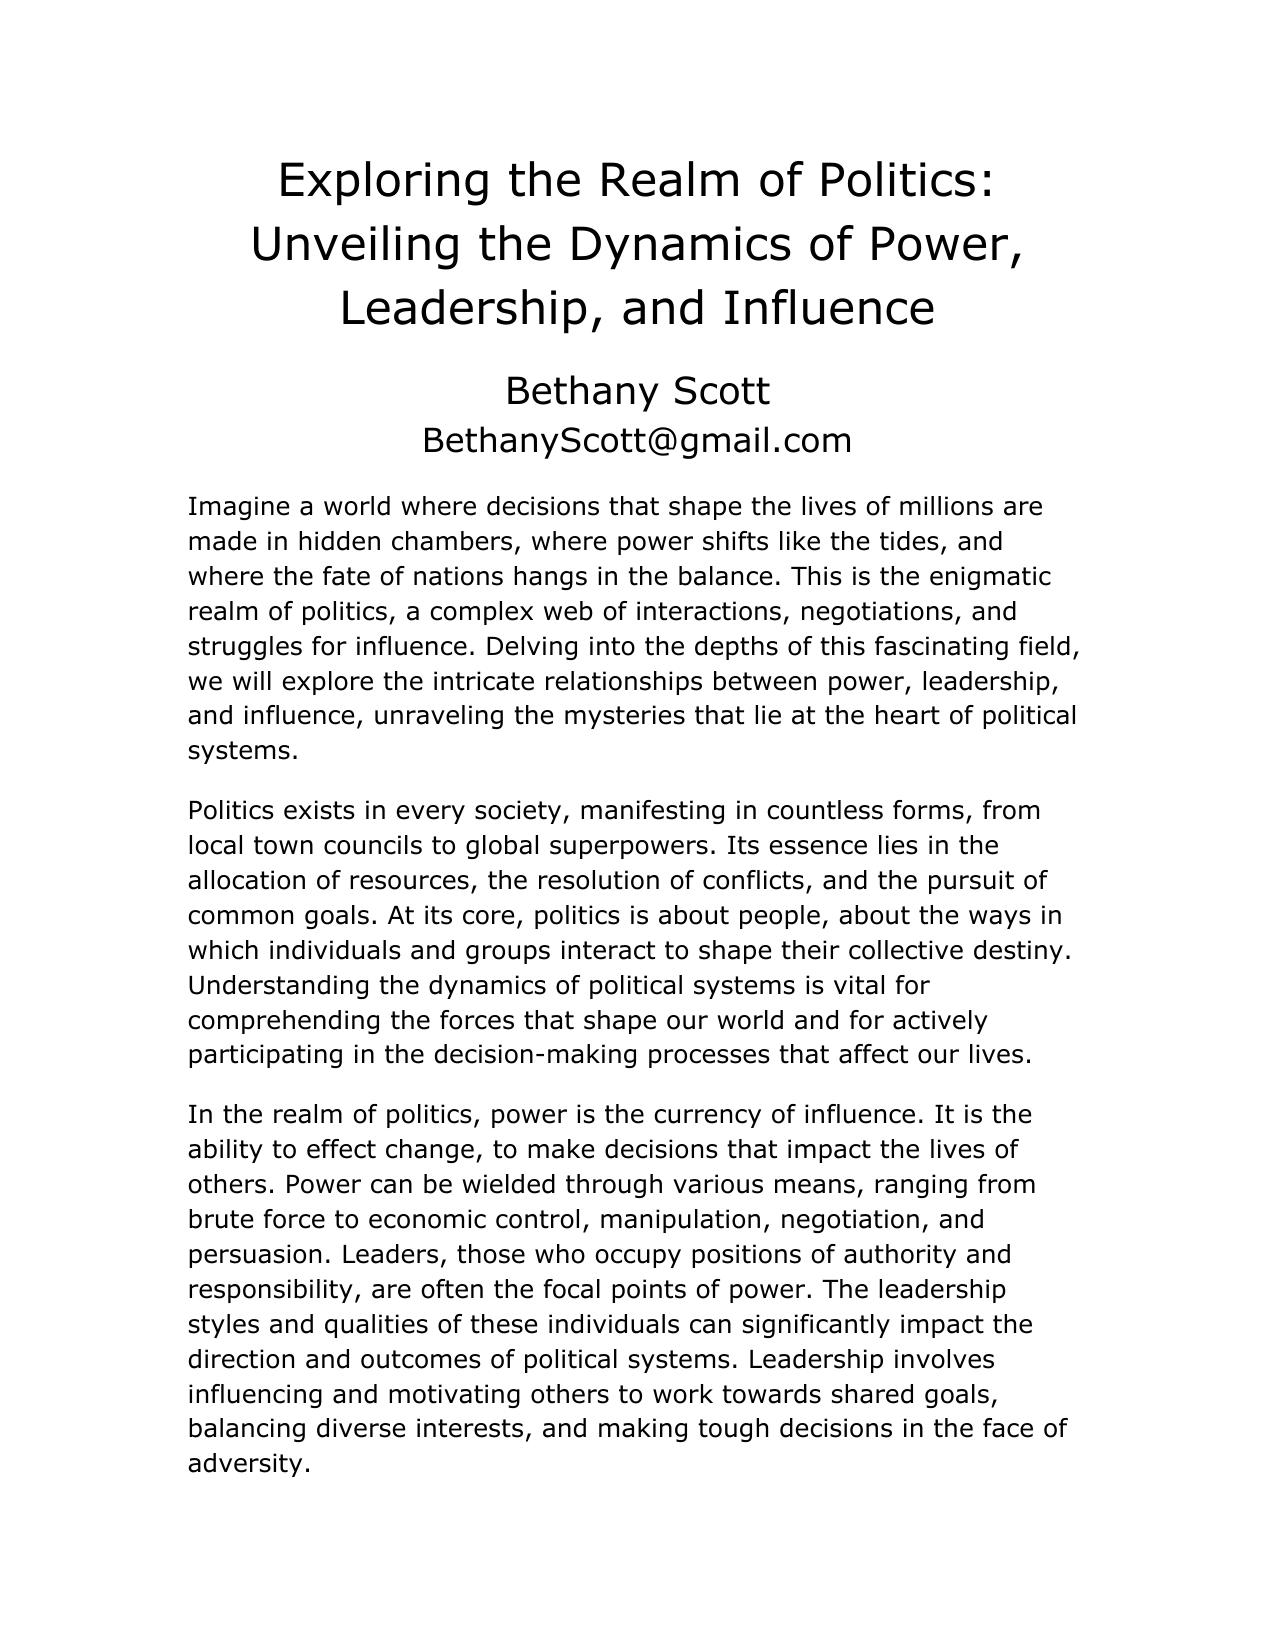 Exploring the Realm of Politics:
Unveiling the Dynamics of Power,
Leadership, and Influence
Bethany Scott
BethanyScott@gmail.com
Imagine a world where decisions that shape the lives of millions are
made in hidden chambers, where power shifts like the tides, and
where the fate of nations hangs in the balance. This is the enigmatic
realm of politics, a complex web of interactions, negotiations, and
struggles for influence. Delving into the depths of this fascinating field,
we will explore the intricate relationships between power, leadership,
and influence, unraveling the mysteries that lie at the heart of political
systems.
Politics exists in every society, manifesting in countless forms, from
local town councils to global superpowers. Its essence lies in the
allocation of resources, the resolution of conflicts, and the pursuit of
common goals. At its core, politics is about people, about the ways in
which individuals and groups interact to shape their collective destiny.
Understanding the dynamics of political systems is vital for
comprehending the forces that shape our world and for actively
participating in the decision-making processes that affect our lives.
In the realm of politics, power is the currency of influence. It is the
ability to effect change, to make decisions that impact the lives of
others. Power can be wielded through various means, ranging from
brute force to economic control, manipulation, negotiation, and
persuasion. Leaders, those who occupy positions of authority and
responsibility, are often the focal points of power. The leadership
styles and qualities of these individuals can significantly impact the
direction and outcomes of political systems. Leadership involves
influencing and motivating others to work towards shared goals,
balancing diverse interests, and making tough decisions in the face of
adversity.